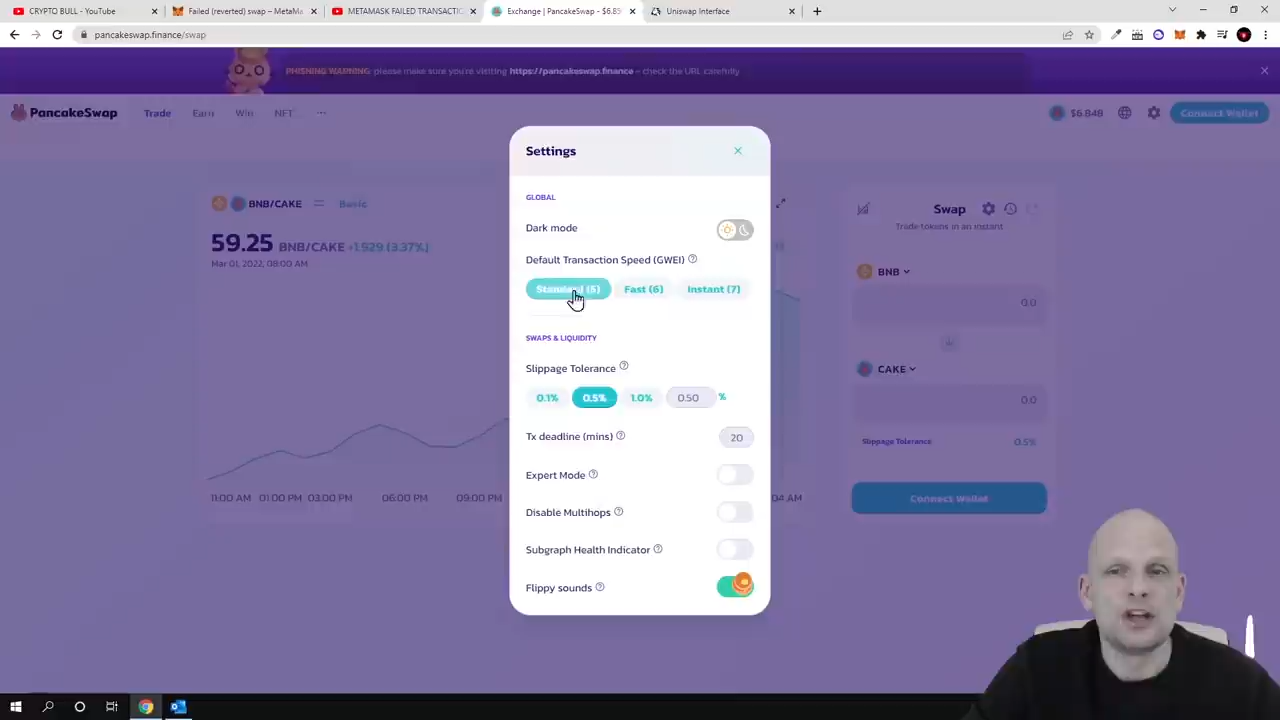 CRYPTO BULL - YouTube
Failed (reverted) swap – MetaMa
METAMASK FAILED TRANSACTIO
Exchange | PancakeSwap - $6.85
Uniswap Interface
pancakeswap.finance/swap
PHISHING WARNING: please make sure you're visiting https://pancakeswap.finance - check the URL carefully.
PancakeSwap
Trade
Earn
Win
NFT
$6.848
Connect Wallet
Settings
GLOBAL
Dark mode
Default Transaction Speed (GWEI)
Standard (5)
Fast (6)
Instant (7)
SWAPS & LIQUIDITY
Slippage Tolerance
0.1%
0.5%
1.0%
0.50
%
Tx deadline (mins)
20
Expert Mode
Disable Multihops
Subgraph Health Indicator
Flippy sounds
BNB/CAKE
Basic
59.25 BNB/CAKE +1.929 (3.37%)
Mar 01, 2022, 08:00 AM
11:00 AM 01:00 PM 03:00 PM 06:00 PM 09:00 PM
04 AM
Swap
Trade tokens in an instant
BNB
0.0
CAKE
0.0
Slippage Tolerance
0.5%
Connect Wallet